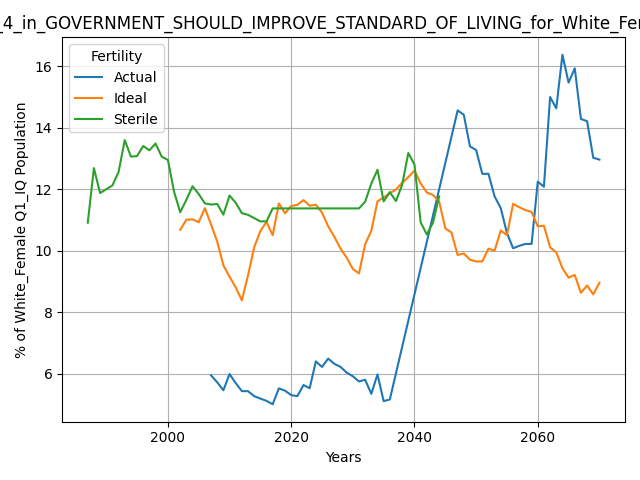 _4_in_GOVERNMENT_SHOULD_IMPROVE_STANDARD_OF_LIVING_for_White_Fe
Fertility
Actual
Ideal
Sterile
% of White_Female Q1_IQ Population
16
14
12
10
8
6
2000 2020 2040 2060
Years